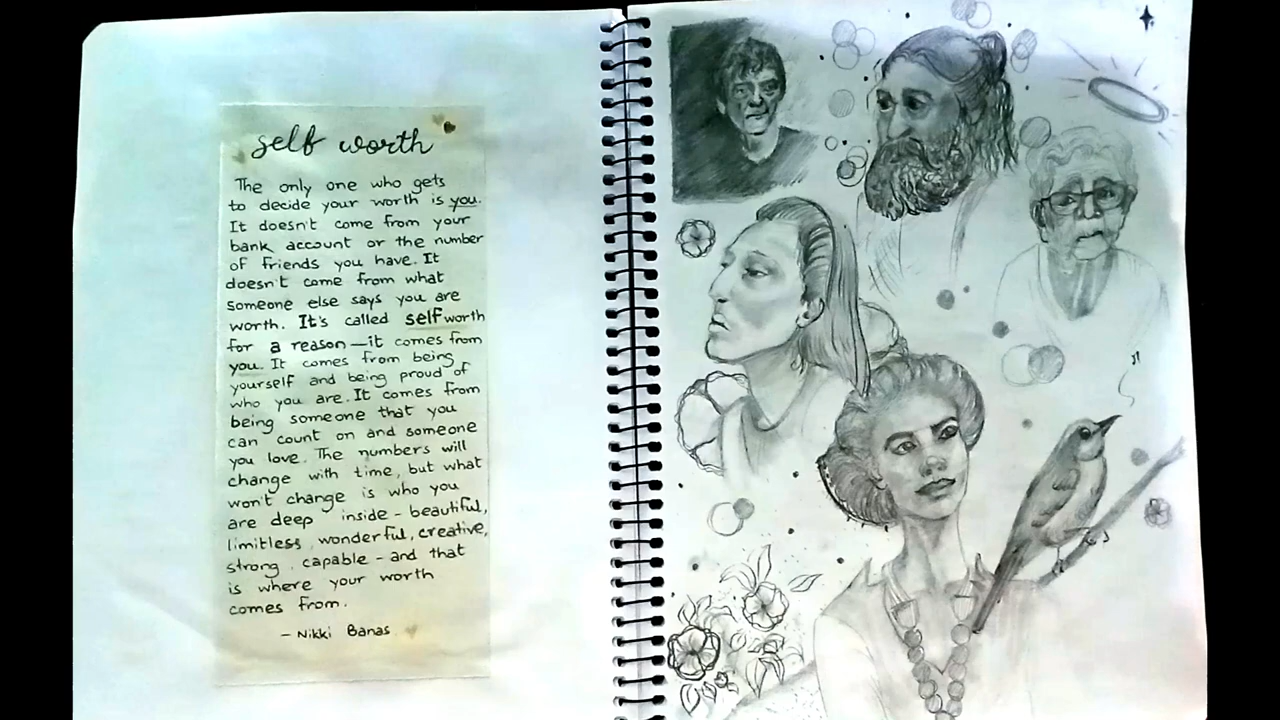 self worth
The only one who gets
to decide your worth is you.
It doesn't come from your
bank account or the number
of friends you have. It
doesn't come from what
someone else says you are
worth. It's called self worth
for a reason—it comes from
you. It comes from being
yourself and being proud of
who you are. It comes from
being someone that you
can count on and someone
you love. The numbers will
change with time, but what
won't change is who you
are deep inside - beautiful,
limitless, wonderful, creative,
strong, capable - and that
is where your worth
comes from.
- Nikki Banas